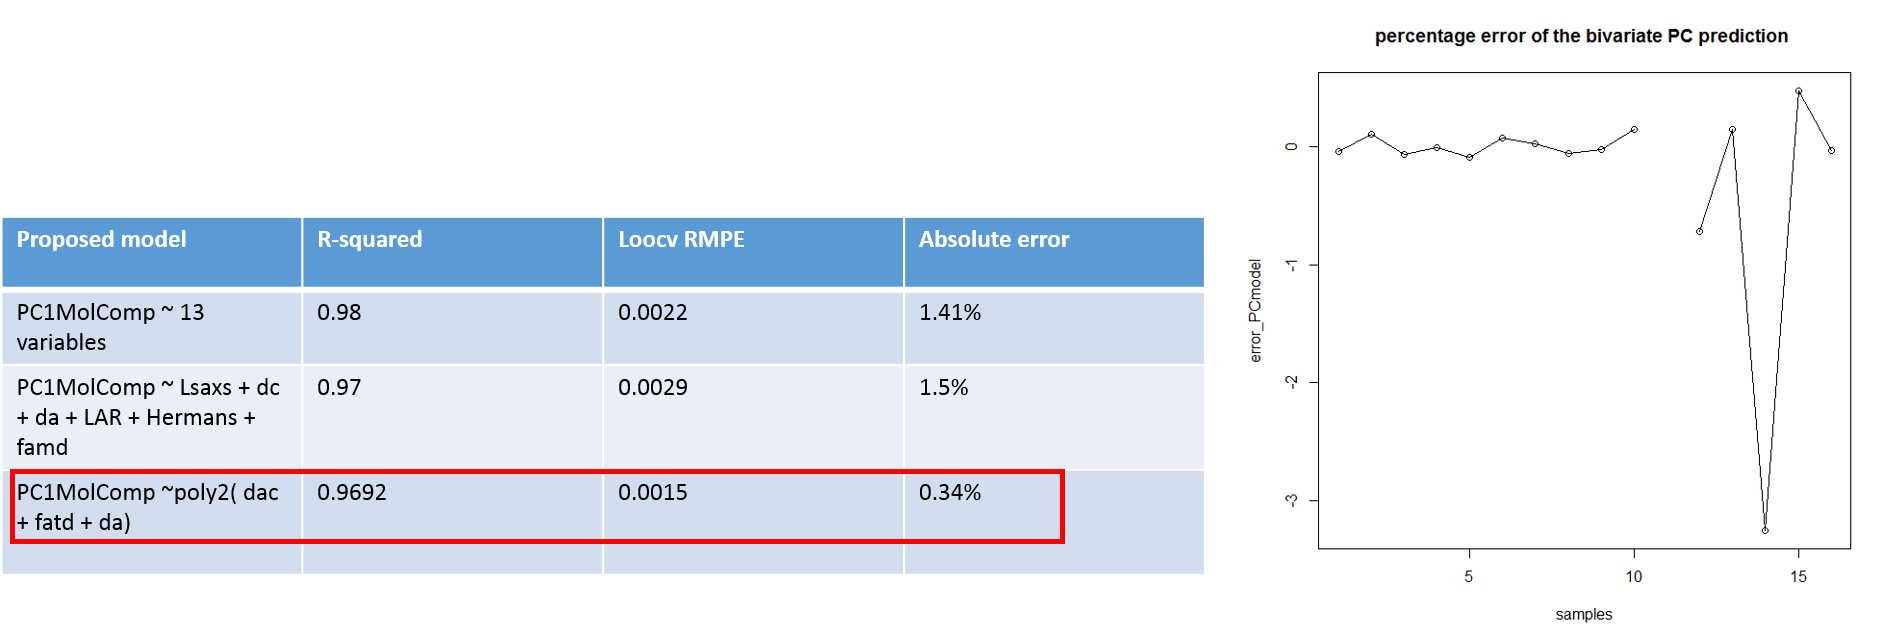 Proposed model
R-squared
Loocv RMPE
Absolute error
PC1MolComp ~ 13
variables
0.98
0.0022
1.41%
PC1MolComp ~ Lsaxs + dc
+ da + LAR + Hermans +
famd
0.97
0.0029
1.5%
PC1MolComp ~poly2( dac
+ fatd + da)
0.9692
0.0015
0.34%
percentage error of the bivariate PC prediction
error_PCmodel
0
-1
-2
-3
5
10
15
samples